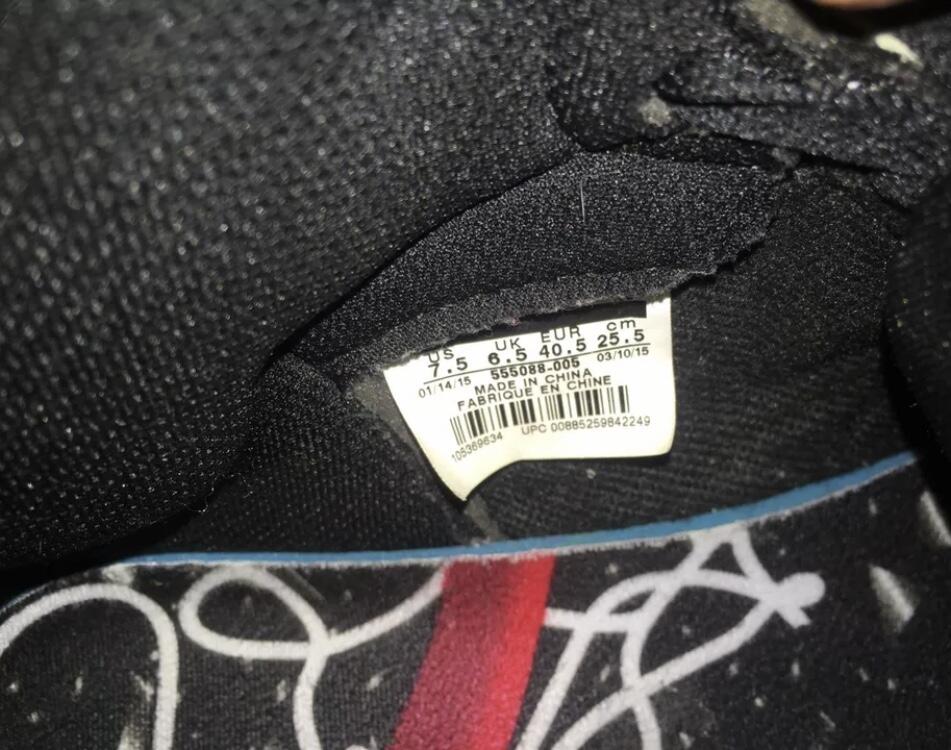 US UK EUR cm
7.5 6.5 40.5 25.5
01/14/15 555088-005 03/10/15
MADE IN CHINA
FABRIQUE EN CHINE
105369634 UPC 00885259842249